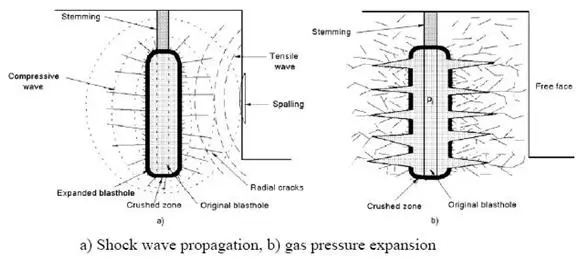 Stemming
Compressive
wave
Tensile
wave
Spalling
Radial cracks
Expanded blasthole
Original blasthole
Crushed zone
a)
Stemming
Pi
Free face
Crushed zone
Original blasthole
b)
a) Shock wave propagation, b) gas pressure expansion